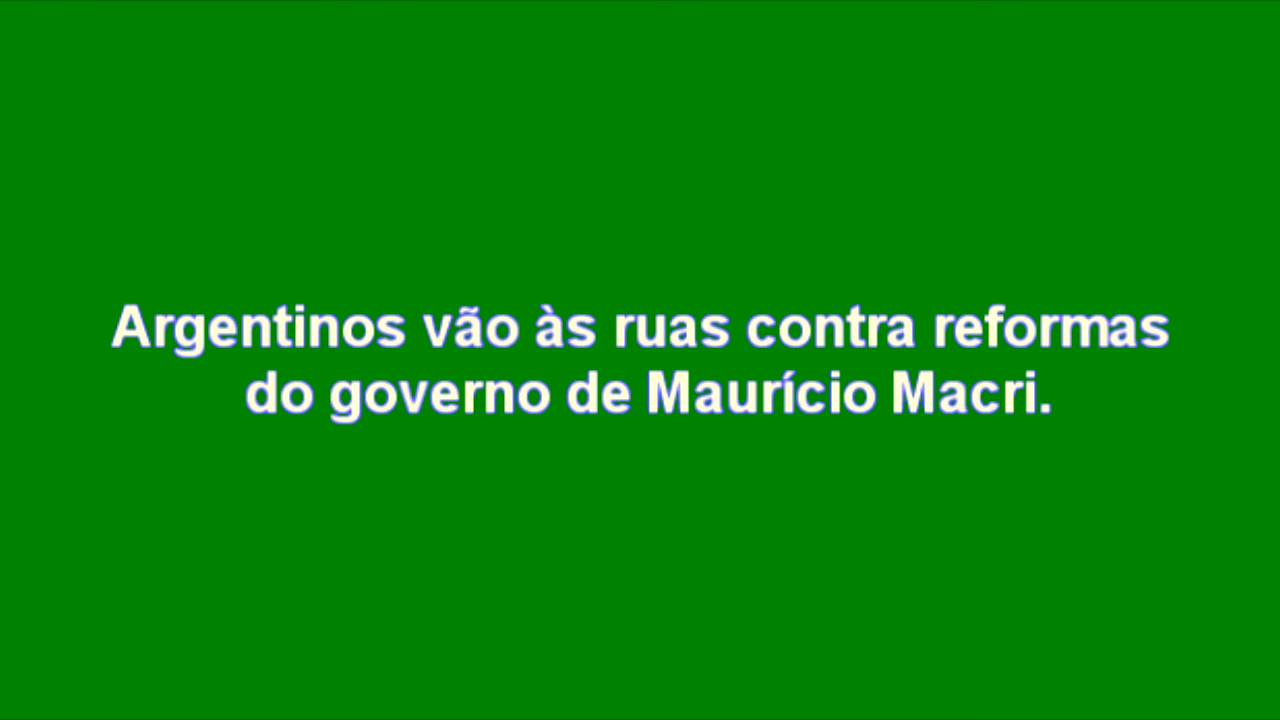 Argentinos vão às ruas contra reformas
do governo de Maurício Macri.